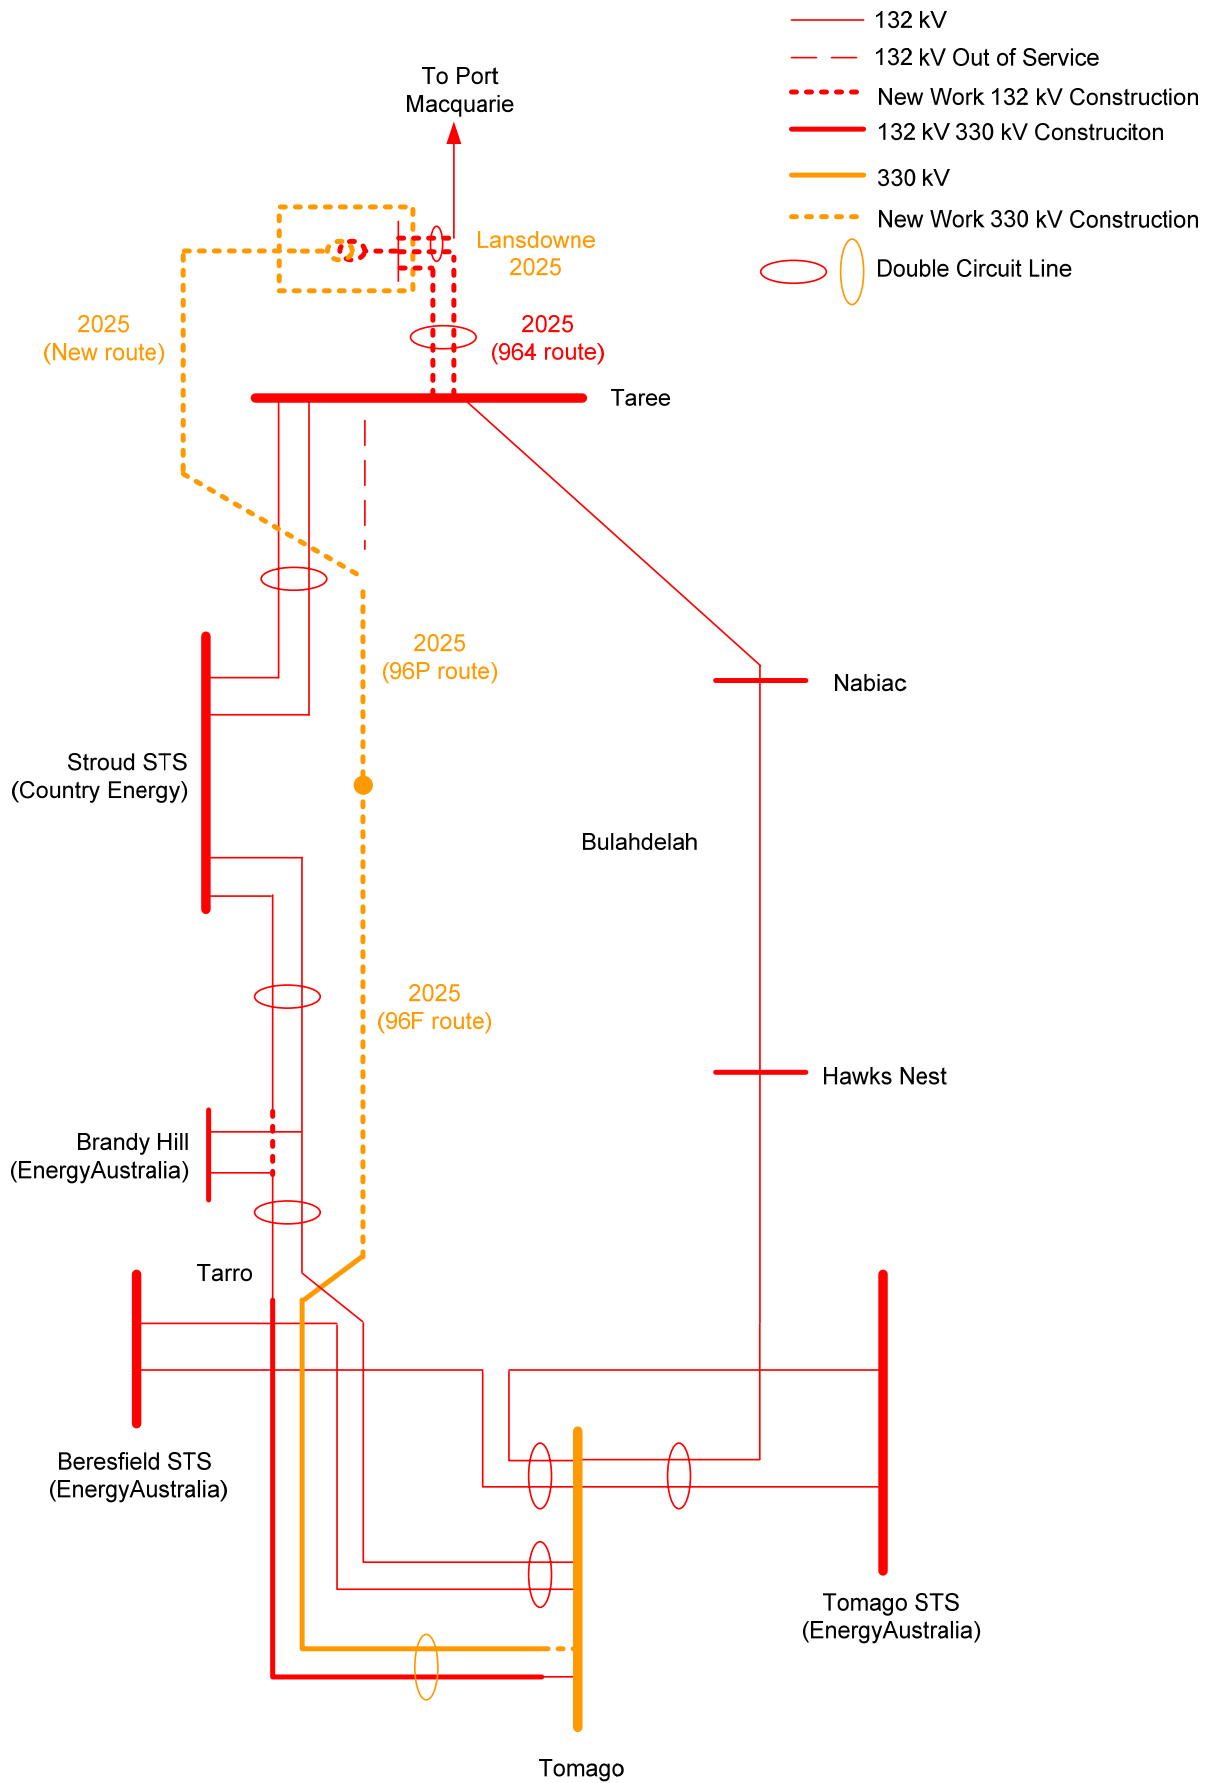 132 kV
132 kV Out of Service
New Work 132 kV Construction
132 kV 330 kV Construciton
330 kV
New Work 330 kV Construction
Double Circuit Line
To Port
Macquarie
Lansdowne
2025
2025
(New route)
2025
(964 route)
Taree
2025
(96P route)
Nabiac
Stroud STS
(Country Energy)
Bulahdelah
2025
(96F route)
Hawks Nest
Brandy Hill
(EnergyAustralia)
Tarro
Beresfield STS
(EnergyAustralia)
Tomago STS
(EnergyAustralia)
Tomago